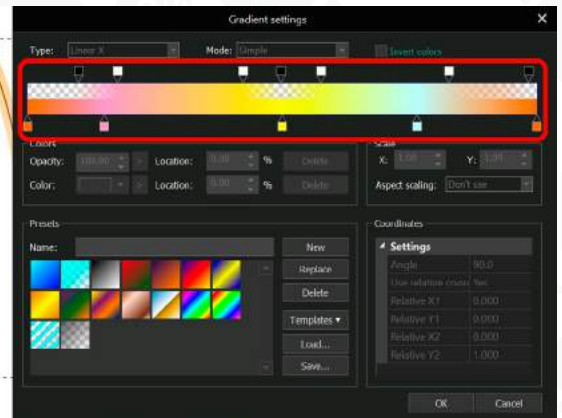 Gradient settings
Type: Linear X Mode: Simple Invert colors
Colors
Opacity: 100.00 Location: 0.00 % Delete
Color: Location: 0.00 % Delete
Scale
X: 1.00 Y: 1.00
Aspect scaling: Don't use
Presets
Name:
New
Replace
Delete
Templates
Load...
Save...
Coordinates
Settings
Angle 90.0
Use relative Yes
Relative X1 0.000
Relative Y1 0.000
Relative X2 0.000
Relative Y2 1.000
OK Cancel